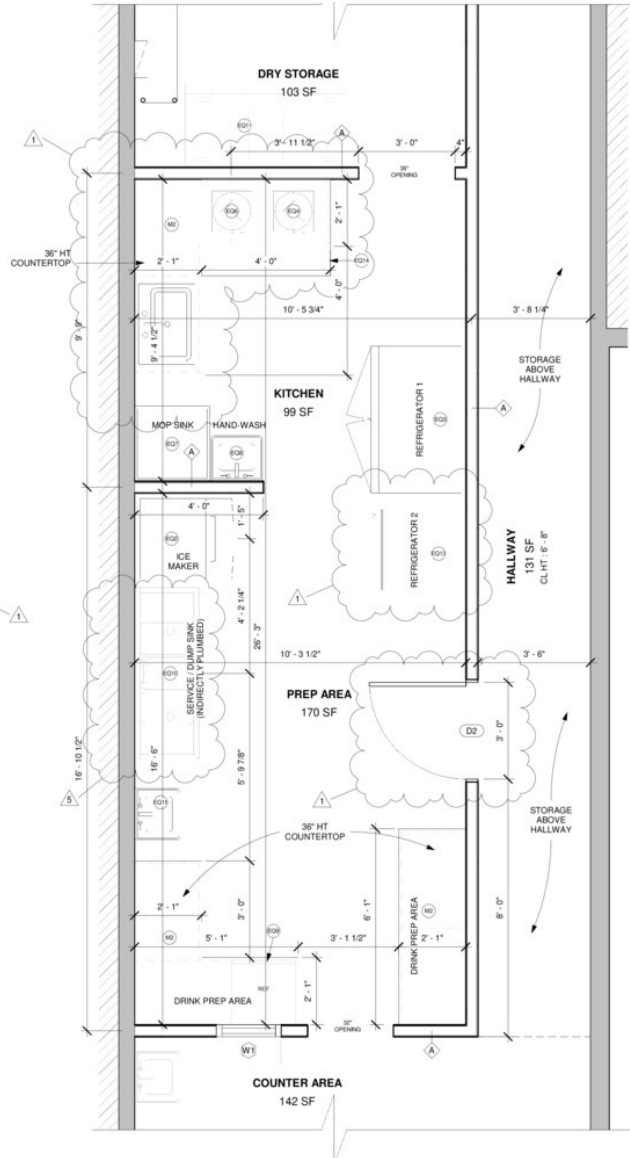 DRY STORAGE
103 SF
EQ11
1
A
3'- 11 1/2"
3' - 0"
4"
36"
OPENING
EQ6
EQ4
M2
2' - 1"
36" HT
COUNTERTOP
2' - 1"
4' - 0"
EQ14
4' - 0"
10' - 5 3/4"
3' - 8 1/4"
9' - 9"
9' - 4 1/2"
STORAGE
ABOVE
HALLWAY
KITCHEN
99 SF
REFRIGERATOR 1
EQ3
A
MOP SINK
HAND-WASH
EQ7
A
EQ8
4' - 0"
1' - 5"
EQ2
ICE
MAKER
REFRIGERATOR 2
EQ13
HALLWAY
131 SF
CL HT : 6' - 8"
1
1
4' - 2 1/4"
26' - 3"
SERVICE / DUMP SINK
(INDIRECTLY PLUMBED)
EQ10
10' - 3 1/2"
3' - 6"
PREP AREA
170 SF
D2
3' - 0"
16' - 10 1/2"
16' - 6"
5' - 9 7/8"
5
1
EQ15
36" HT
COUNTERTOP
STORAGE
ABOVE
HALLWAY
6' - 1"
2' - 1"
3' - 0"
DRINK PREP AREA
M2
8' - 0"
M2
EQ9
5' - 1"
3' - 1 1/2"
2' - 1"
REF
2' - 1"
DRINK PREP AREA
32"
OPENING
W1
A
COUNTER AREA
142 SF